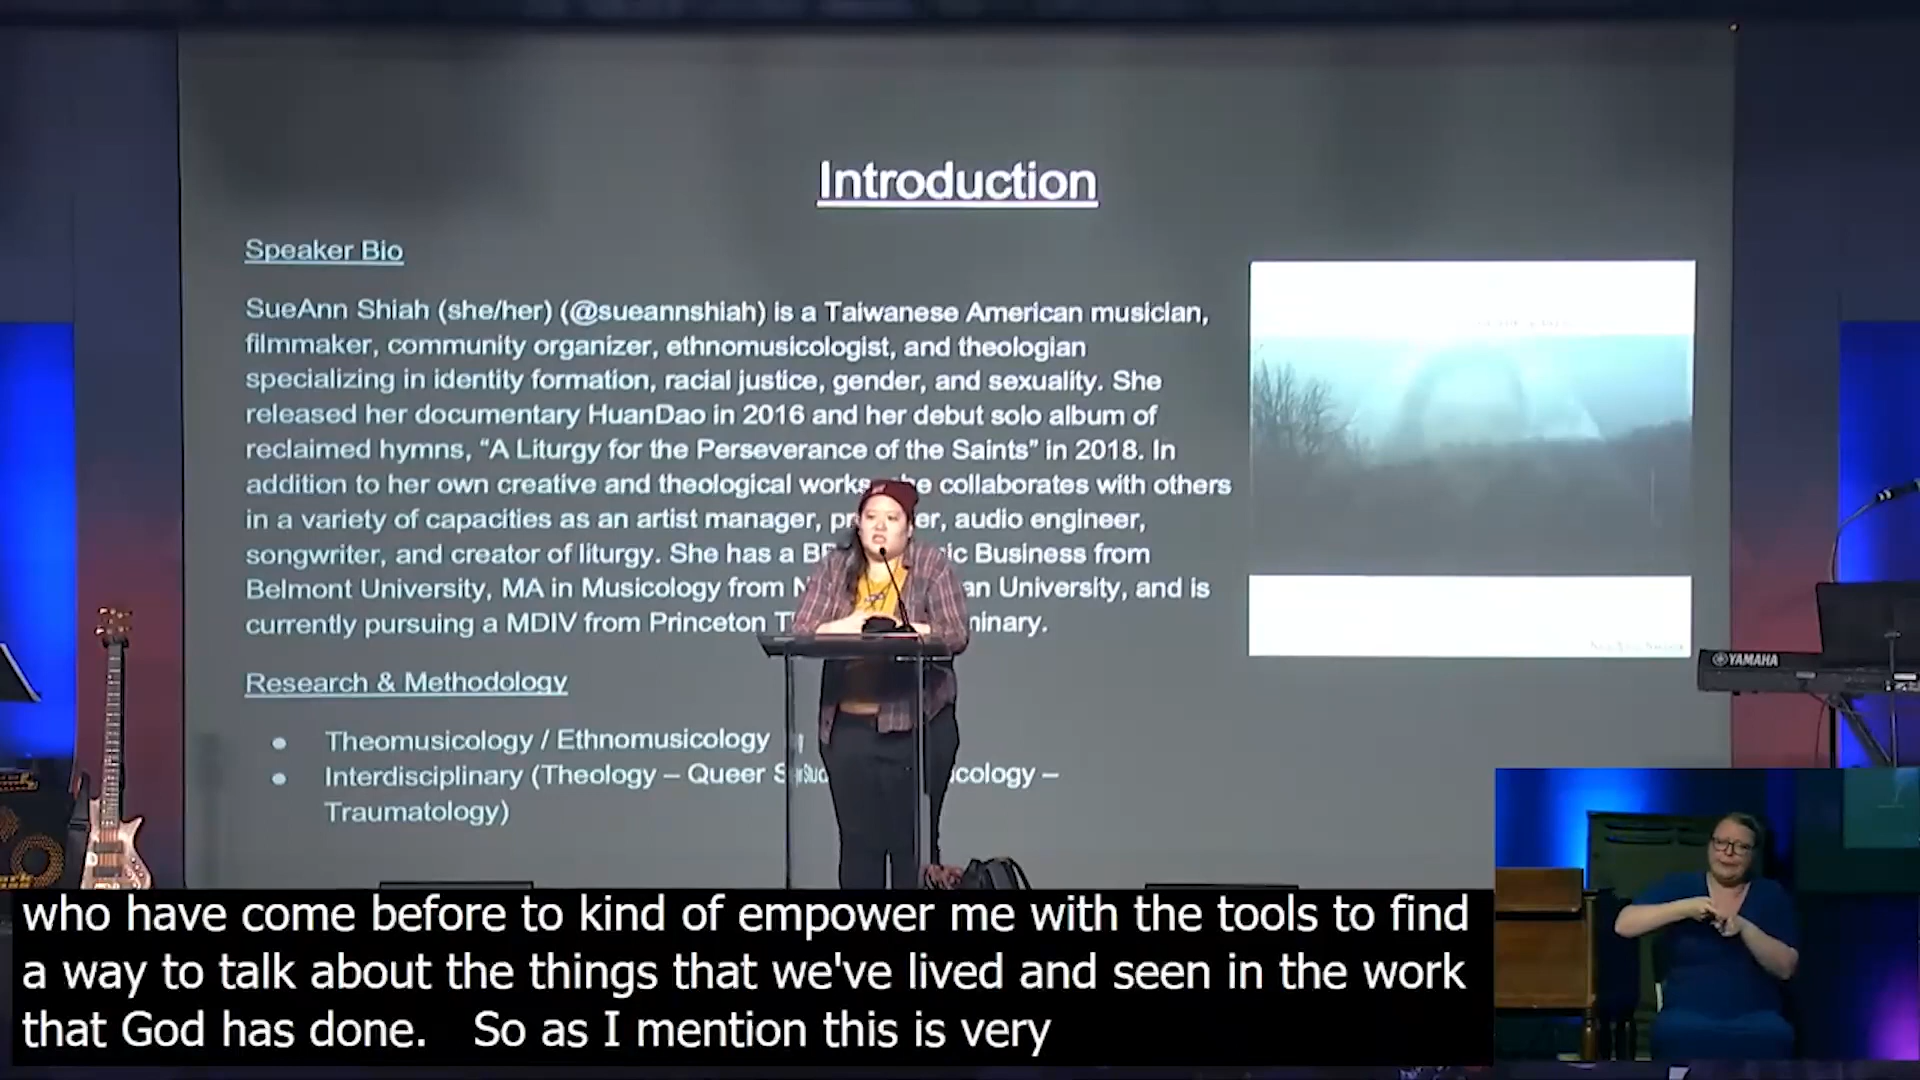 Introduction
Speaker Bio
SueAnn Shiah (she/her) (@sueannshiah) is a Taiwanese American musician,
filmmaker, community organizer, ethnomusicologist, and theologian
specializing in identity formation, racial justice, gender, and sexuality. She
released her documentary HuanDao in 2016 and her debut solo album of
reclaimed hymns, “A Liturgy for the Perseverance of the Saints” in 2018. In
addition to her own creative and theological works collaborates with others
in a variety of capacities as an artist manager, audio engineer,
songwriter, and creator of liturgy. She has a Business from
Belmont University, MA in Musicology from University, and is
currently pursuing a MDIV from Princeton
Research & Methodology
● Theomusicology / Ethnomusicology
● Interdisciplinary (Theology – Queer –
Traumatology)
YAMAHA
who have come before to kind of empower me with the tools to find
a way to talk about the things that we've lived and seen in the work
that God has done. So as I mention this is very